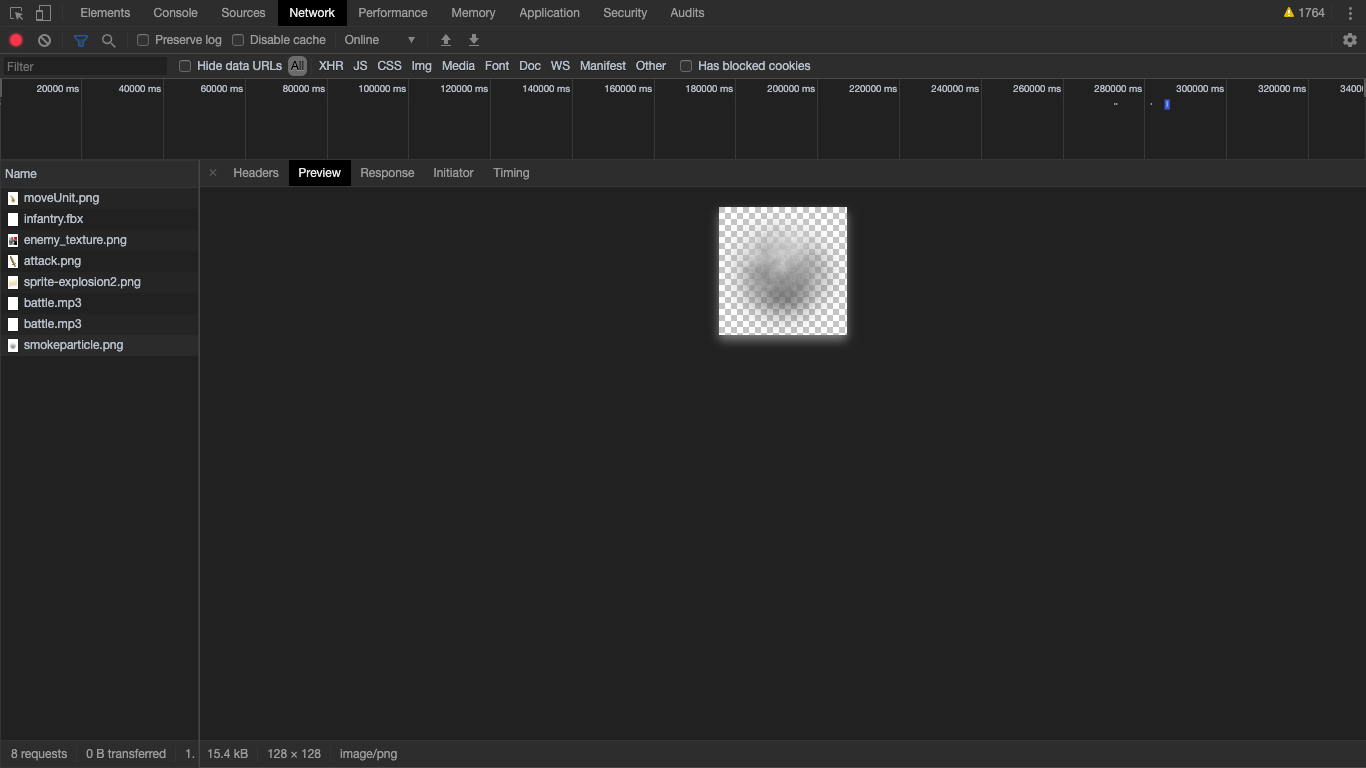 Elements Console Sources Network Performance Memory Application Security Audits 1764
Preserve log Disable cache Online
Filter Hide data URLs All XHR JS CSS Img Media Font Doc WS Manifest Other Has blocked cookies
20000 ms 40000 ms 60000 ms 80000 ms 100000 ms 120000 ms 140000 ms 160000 ms 180000 ms 200000 ms 220000 ms 240000 ms 260000 ms 280000 ms 300000 ms 320000 ms 3400
Name
Headers Preview Response Initiator Timing
moveUnit.png
infantry.fbx
enemy_texture.png
attack.png
sprite-explosion2.png
battle.mp3
battle.mp3
smokeparticle.png
8 requests 0 B transferred 1. 15.4 kB 128 × 128 image/png